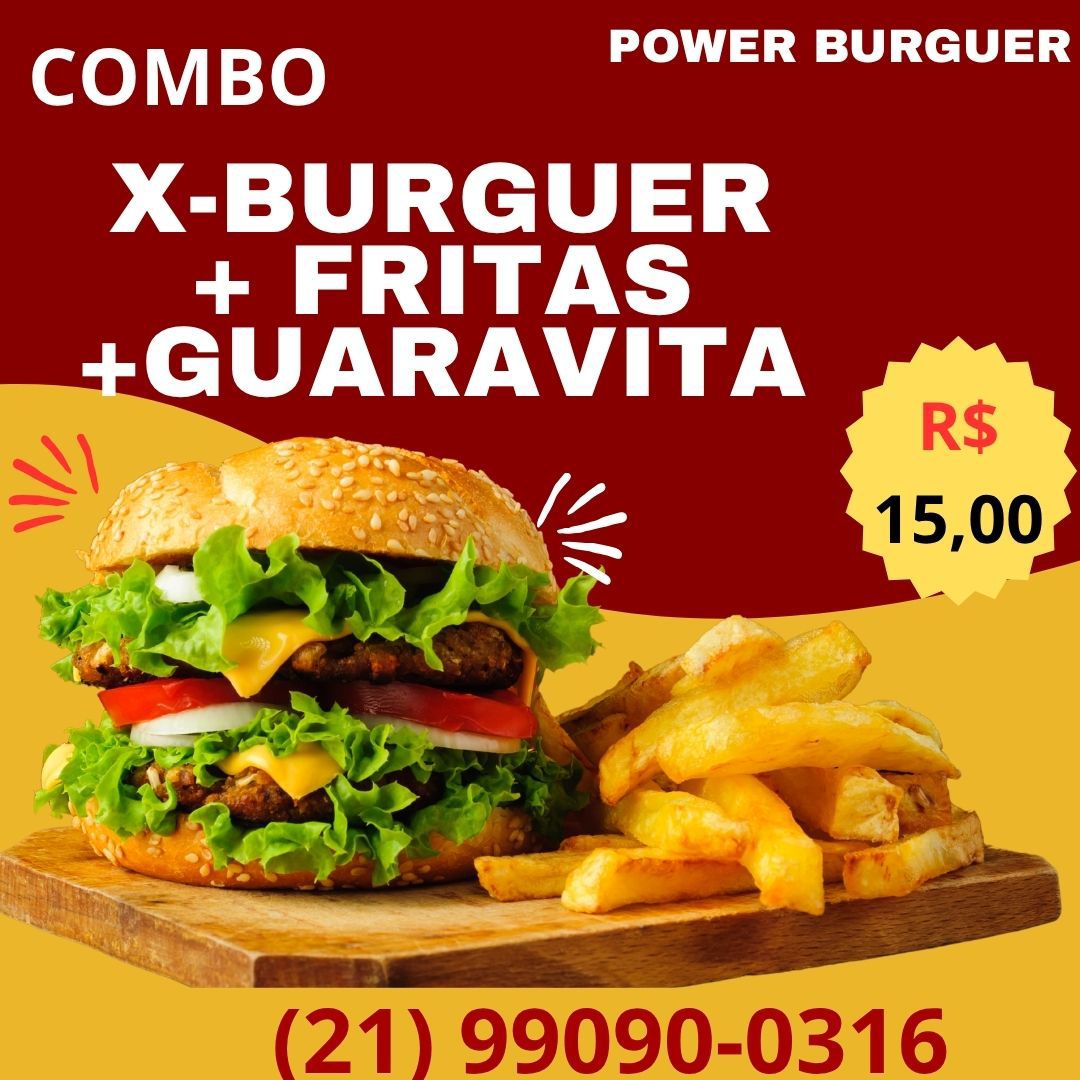 COMBO
POWER BURGUER
X-BURGUER
+ FRITAS
+GUARAVITA
R$
15,00
(21) 99090-0316